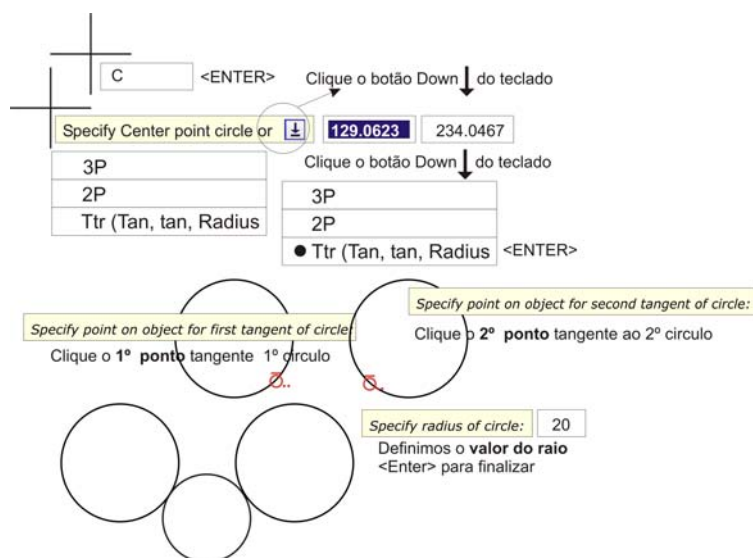 C <ENTER> Clique o botão Down do teclado
Specify Center point circle or 129.0623 234.0467
Clique o botão Down do teclado
3P
2P
Ttr (Tan, tan, Radius
3P
2P
Ttr (Tan, tan, Radius <ENTER>
Specify point on object for first tangent of circle:
Clique o 1º ponto tangente 1º circulo
Specify point on object for second tangent of circle:
Clique o 2º ponto tangente ao 2º circulo
Specify radius of circle: 20
Definimos o valor do raio
<Enter> para finalizar